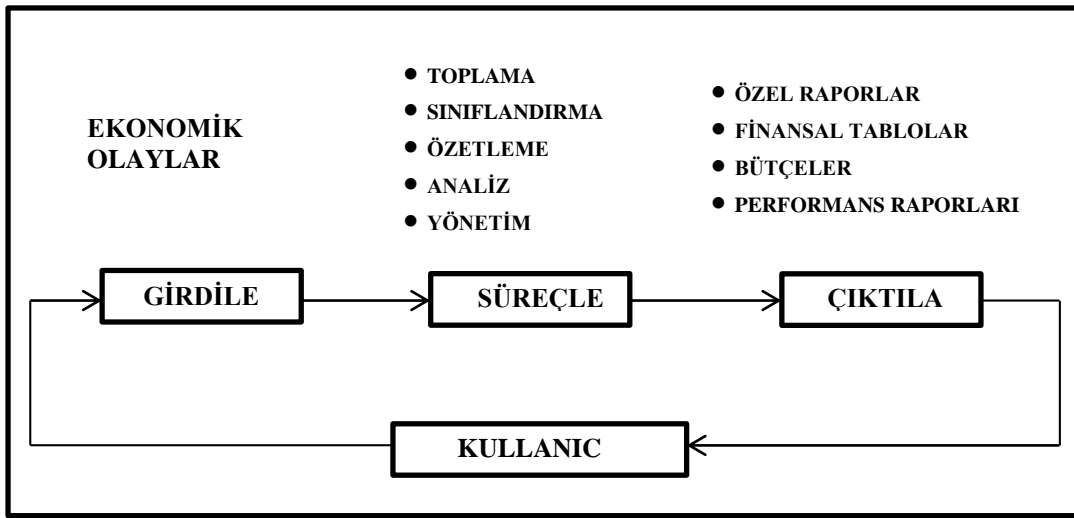 EKONOMİK
OLAYLAR
• TOPLAMA
• SINIFLANDIRMA
• ÖZETLEME
• ANALİZ
• YÖNETİM
• ÖZEL RAPORLAR
• FİNANSAL TABLOLAR
• BÜTÇELER
• PERFORMANS RAPORLARI
GİRDİLE
SÜREÇLE
ÇIKTILA
KULLANIC